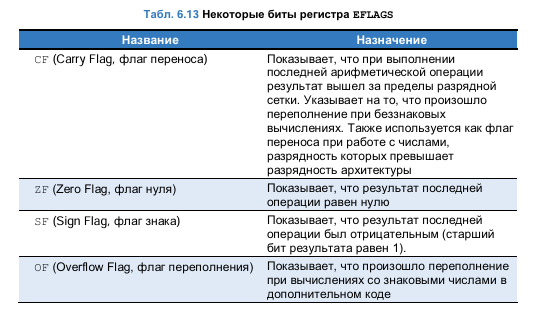 Табл. 6.13 Некоторые биты регистра EFLAGS
Название
Назначение
CF (Carry Flag, флаг переноса)
Показывает, что при выполнении
последней арифметической операции
результат вышел за пределы разрядной
сетки. Указывает на то, что произошло
переполнение при беззнаковых
вычислениях. Также используется как флаг
переноса при работе с числами,
разрядность которых превышает
разрядность архитектуры
ZF (Zero Flag, флаг нуля)
Показывает, что результат последней
операции равен нулю
SF (Sign Flag, флаг знака)
Показывает, что результат последней
операции был отрицательным (старший
бит результата равен 1).
OF (Overflow Flag, флаг переполнения)
Показывает, что произошло переполнение
при вычислениях со знаковыми числами в
дополнительном коде